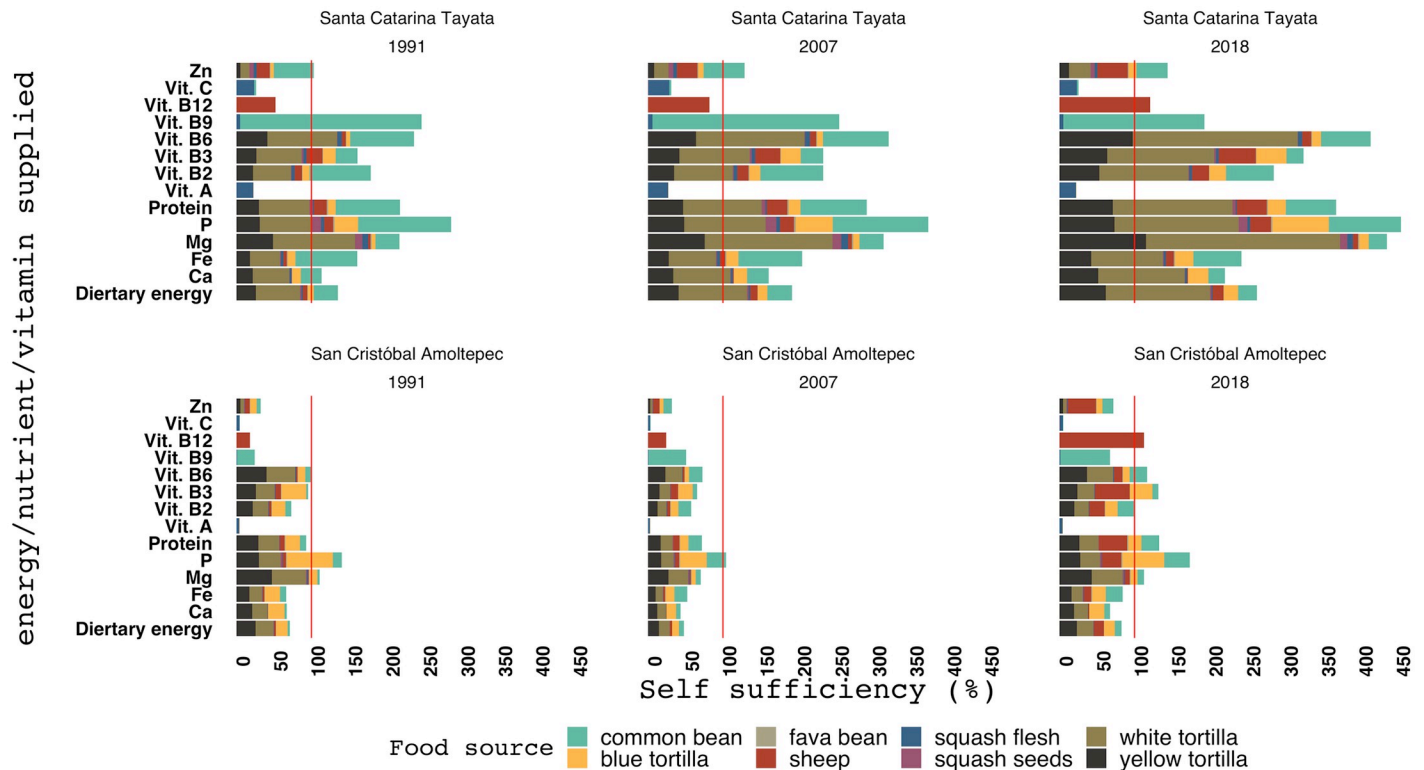 Santa Catarina Tayata Santa Catarina Tayata Santa Catarina Tayata
1991 2007 2018
energy/nutrient/vitamin supplied
Zn
Vit. C
Vit. B12
Vit. B9
Vit. B6
Vit. B3
Vit. B2
Vit. A
Protein
P
Mg
Fe
Ca
Diertary energy
San Cristóbal Amoltepec San Cristóbal Amoltepec San Cristóbal Amoltepec
1991 2007 2018
Zn
Vit. C
Vit. B12
Vit. B9
Vit. B6
Vit. B3
Vit. B2
Vit. A
Protein
P
Mg
Fe
Ca
Diertary energy
0 50 100 150 200 250 300 350 400 450 0 50 100 150 200 250 300 350 400 450 0 50 100 150 200 250 300 350 400 450
Self sufficiency (%)
Food source common bean fava bean squash flesh white tortilla
blue tortilla sheep squash seeds yellow tortilla